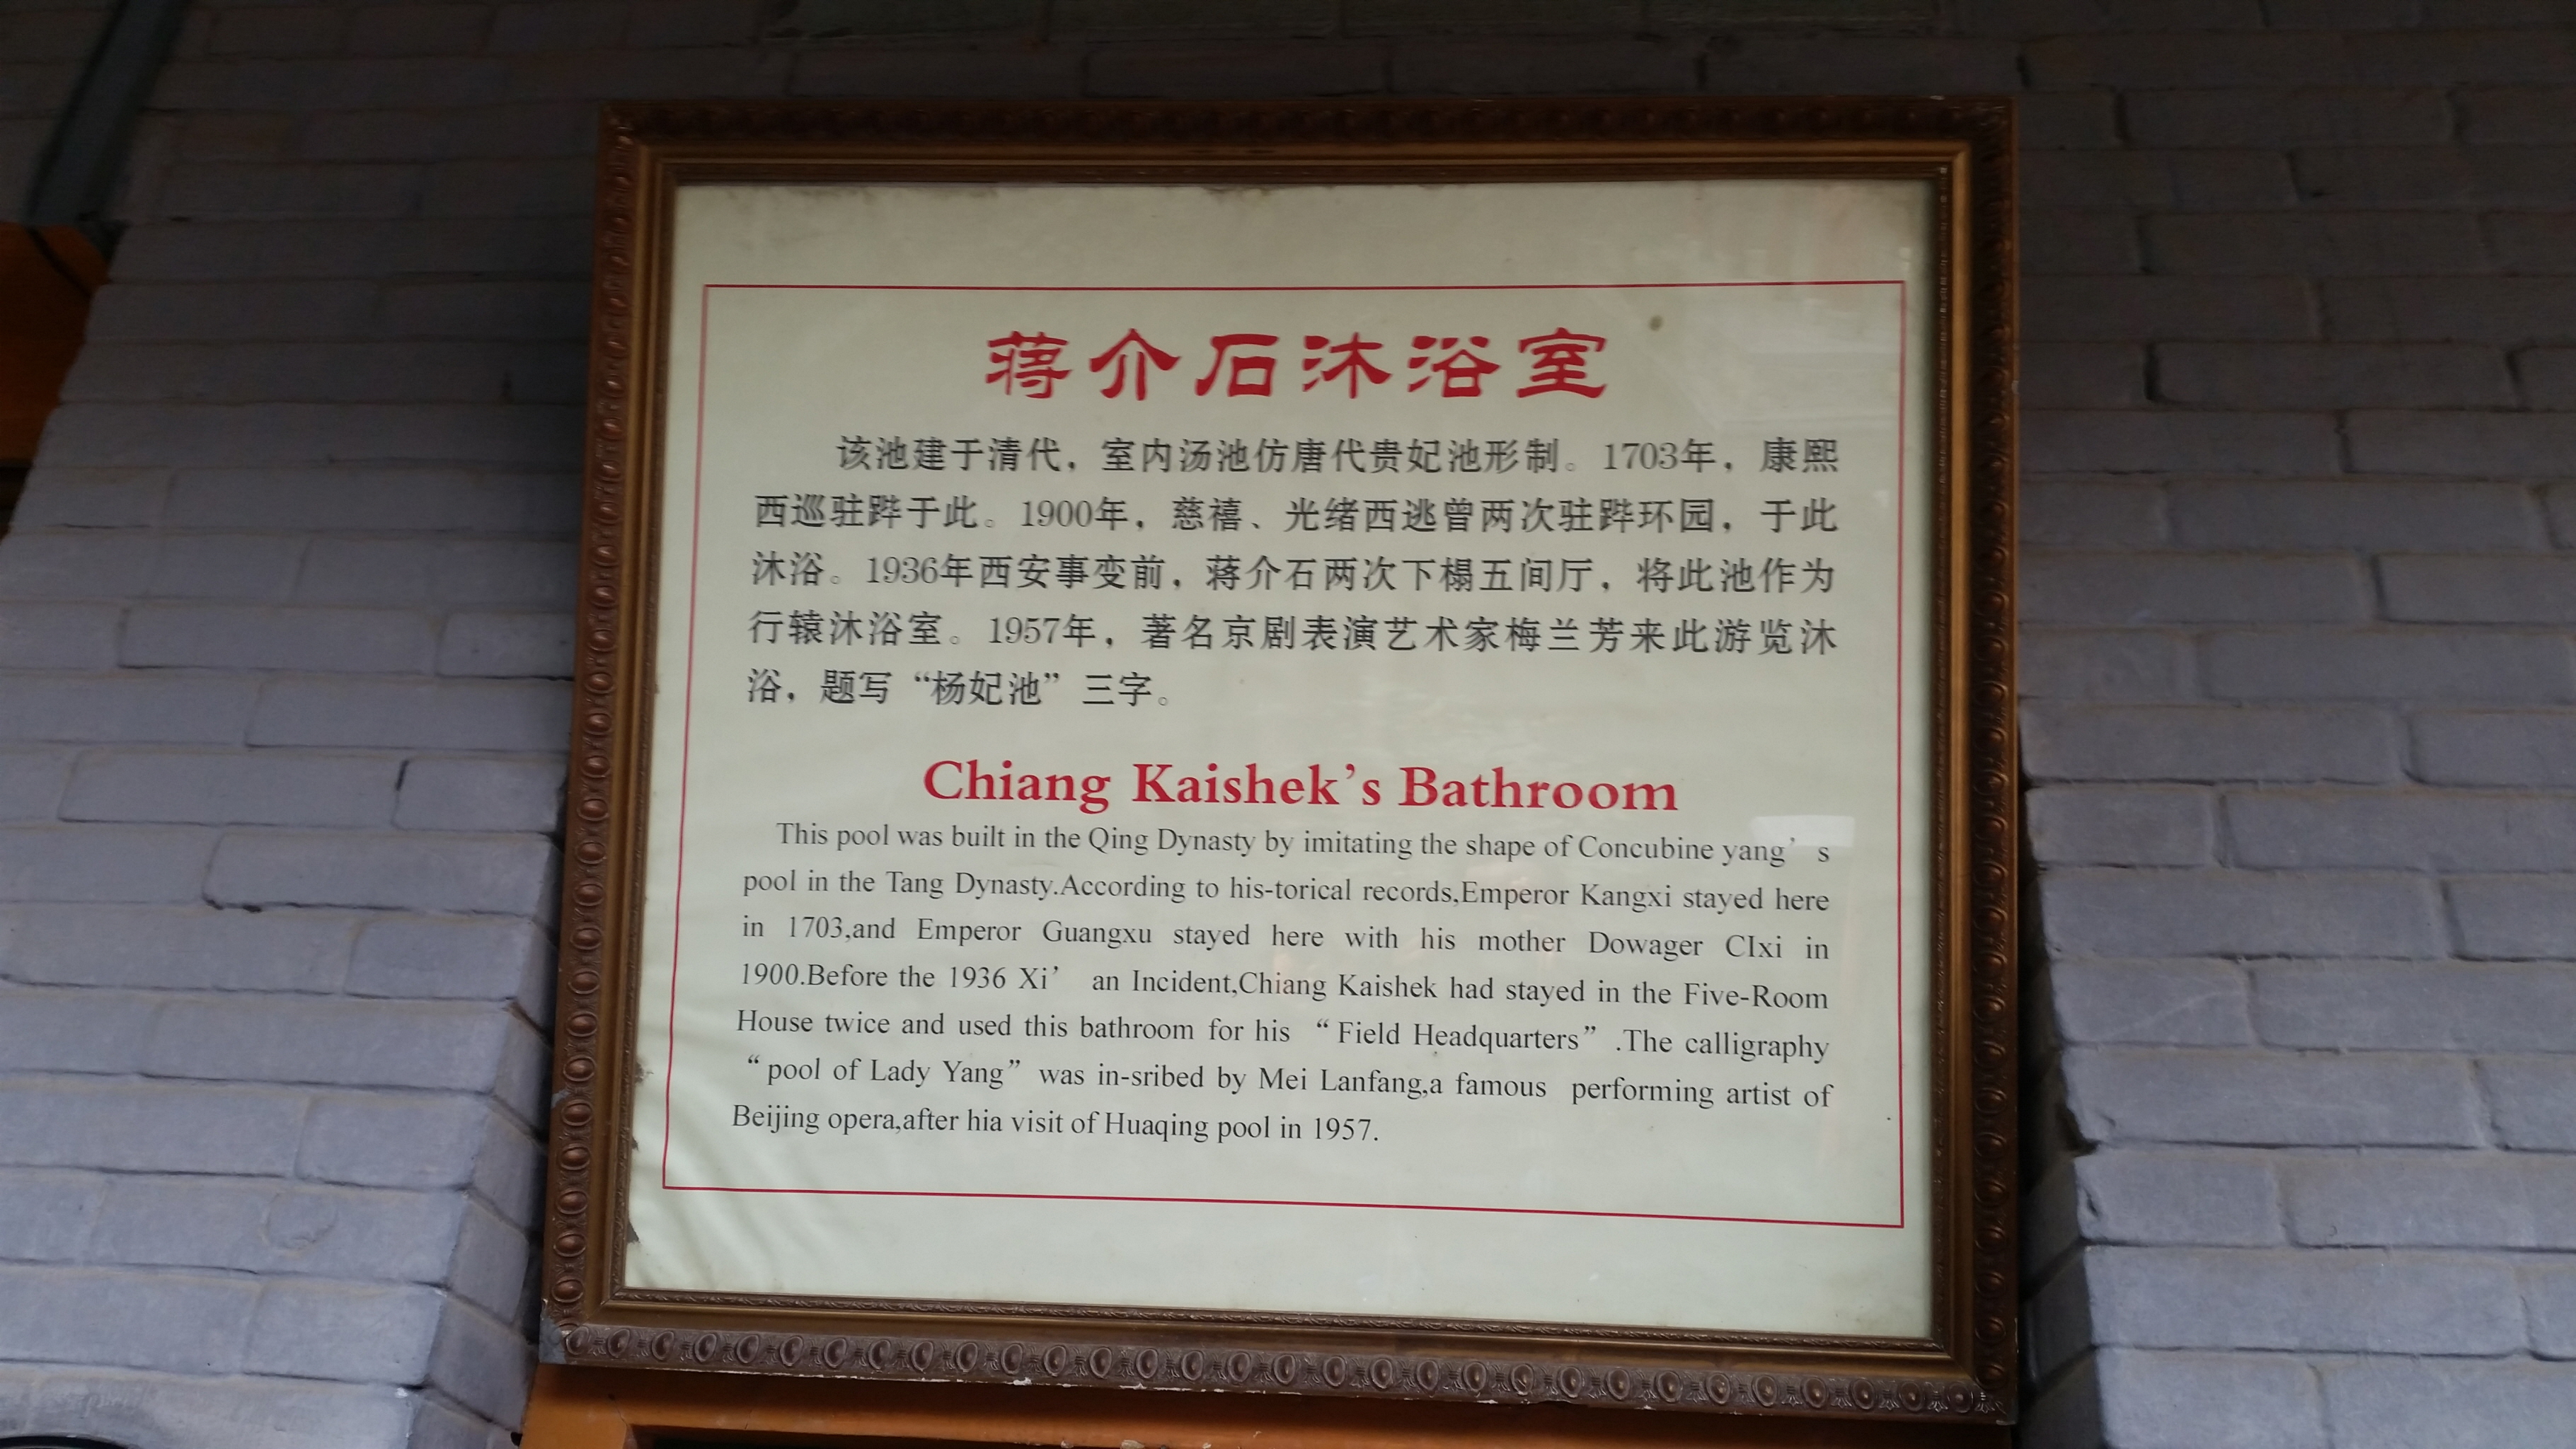 蒋介石沐浴室
该池建于清代，室内汤池仿唐代贵妃池形制。1703年，康熙
西巡驻跸于此。1900年，慈禧、光绪西逃曾两次驻跸环园，于此
沐浴。1936年西安事变前，蒋介石两次下榻五间厅，将此池作为
行辕沐浴室。1957年，著名京剧表演艺术家梅兰芳来此游览沐
浴，题写“杨妃池”三字。
Chiang Kaishek’s Bathroom
This pool was built in the Qing Dynasty by imitating the shape of Concubine yang’ s
pool in the Tang Dynasty.According to his-torical records,Emperor Kangxi stayed here
in 1703,and Emperor Guangxu stayed here with his mother Dowager CIxi in
1900.Before the 1936 Xi’ an Incident,Chiang Kaishek had stayed in the Five-Room
House twice and used this bathroom for his “Field Headquarters” .The calligraphy
“pool of Lady Yang” was in-sribed by Mei Lanfang,a famous performing artist of
Beijing opera,after hia visit of Huaqing pool in 1957.